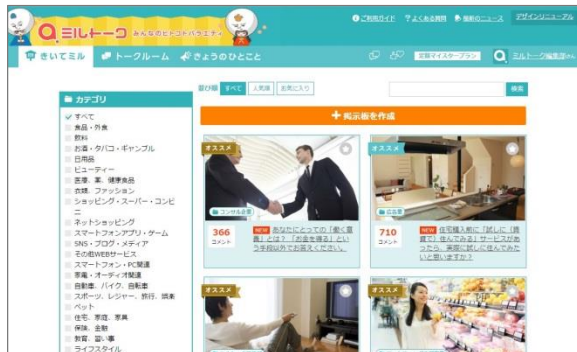 ミルトーク みんなのヒトコトバラエティ
ご利用ガイド よくある質問 最新のニュース デザインリニューアル
きいてミル トークルーム きょうのひとこと ミルトーク編集部さん
カテゴリ
並び順 すべて 人気順 お気に入り 検索
掲示板を作成
すべて
食品・外食
飲料
お酒・タバコ・ギャンブル
日用品
ビューティー
医療、薬、健康食品
衣類、ファッション
ショッピング・スーパー・コンビニ
ネットショッピング
スマートフォンアプリ・ゲーム
SNS・ブログ・メディア
その他WEBサービス
スマートフォン・PC関連
家電・オーディオ関連
自動車、バイク、自転車
スポーツ、レジャー、旅行、娯楽
ペット
住宅、家庭、家具
保険、金融
教育、習い事
ライフスタイル
オススメ
コンサル企業
366
コメント
NEW あなたにとっての「働く意義」とは？ 「お金を得る」という手段以外でお答えください。
オススメ
広告業
710
コメント
NEW 住宅購入前に「試しに（賃貸で）住んでみる」サービスがあったら、実際に試しに住んでみたいと思いますか？
オススメ
オススメ